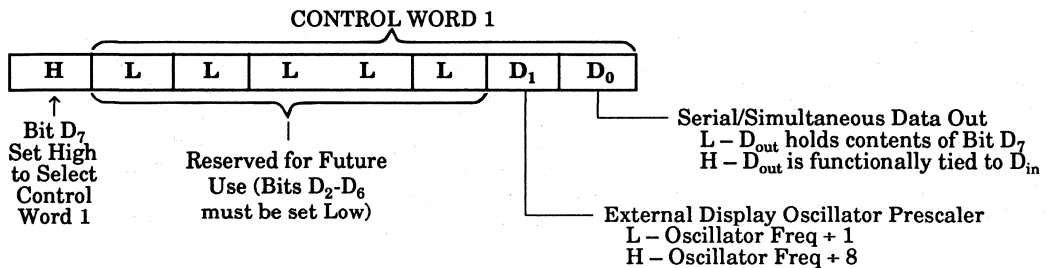 CONTROL WORD 1
H L L L L L D₁ D₀
Bit D₇
Set High
to Select
Control
Word 1
Reserved for Future
Use (Bits D₂-D₆
must be set Low)
Serial/Simultaneous Data Out
L – Dout holds contents of Bit D₇
H – Dout is functionally tied to Din
External Display Oscillator Prescaler
L – Oscillator Freq ÷ 1
H – Oscillator Freq ÷ 8